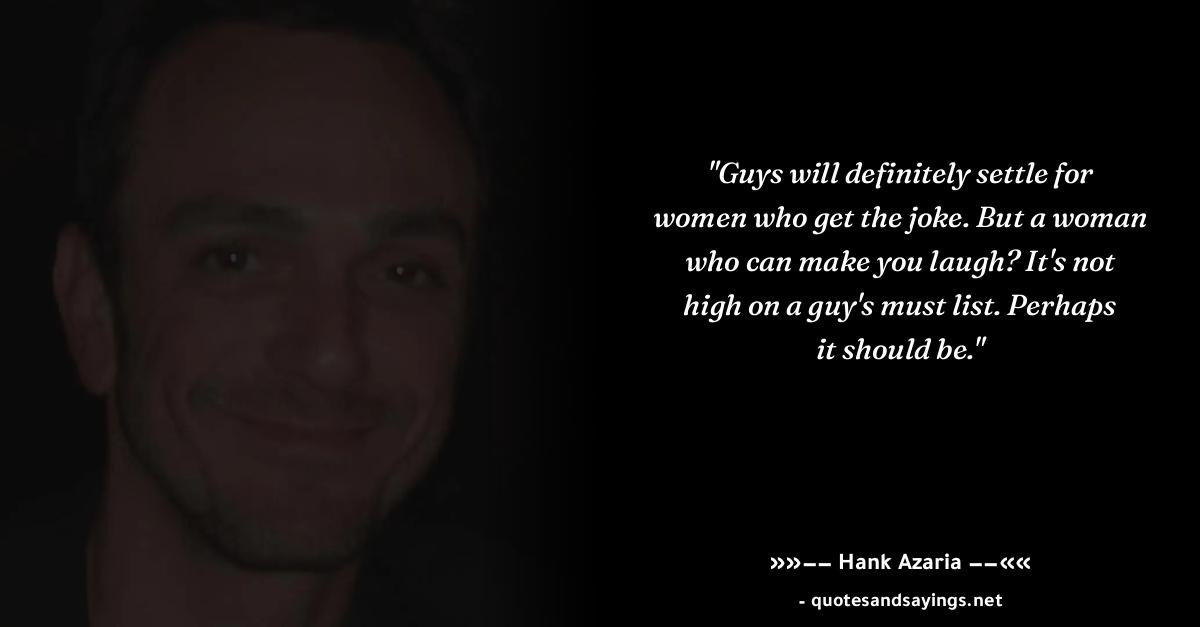 "Guys will definitely settle for
women who get the joke. But a woman
who can make you laugh? It's not
high on a guy's must list. Perhaps
it should be."
»»−− Hank Azaria −−««
- quotesandsayings.net